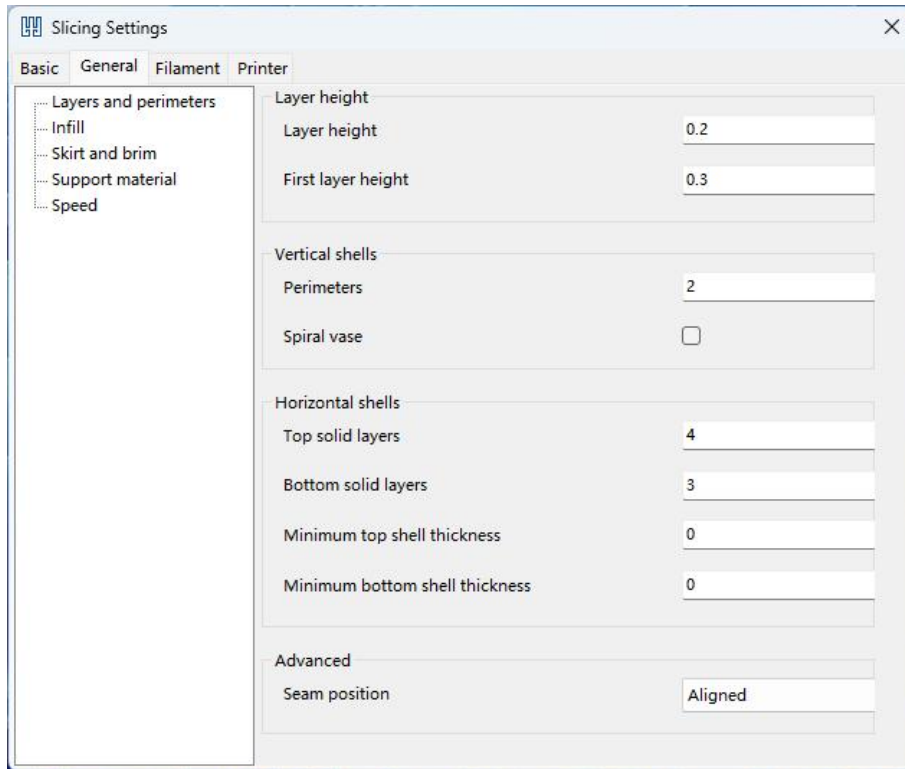 Slicing Settings
Basic General Filament Printer
Layers and perimeters
Infill
Skirt and brim
Support material
Speed
Layer height
Layer height 0.2
First layer height 0.3
Vertical shells
Perimeters 2
Spiral vase
Horizontal shells
Top solid layers 4
Bottom solid layers 3
Minimum top shell thickness 0
Minimum bottom shell thickness 0
Advanced
Seam position Aligned